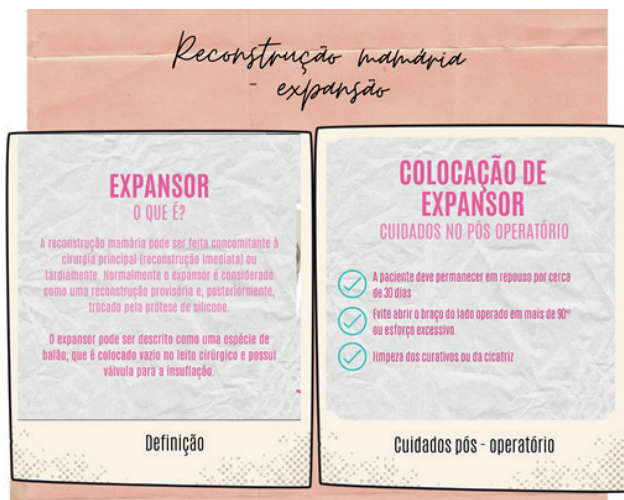 Reconstrução mamária
- expansão
EXPANSOR
O QUE É?
A reconstrução mamária pode ser feita concomitante à
cirurgia principal (reconstrução imediata) ou
tardiamente. Normalmente o expansor é considerado
como uma reconstrução provisória e, posteriormente,
trocado pela prótese de silicone.
O expansor pode ser descrito como uma espécie de
balão, que é colocado vazio no leito cirúrgico e possui
válvula para a insuflação.
Definição
COLOCAÇÃO DE
EXPANSOR
CUIDADOS NO PÓS OPERATÓRIO
A paciente deve permanecer em repouso por cerca
de 30 dias
Evite abrir o braço do lado operado em mais de 90º
ou esforço excessivo.
limpeza dos curativos ou da cicatriz
Cuidados pós - operatório